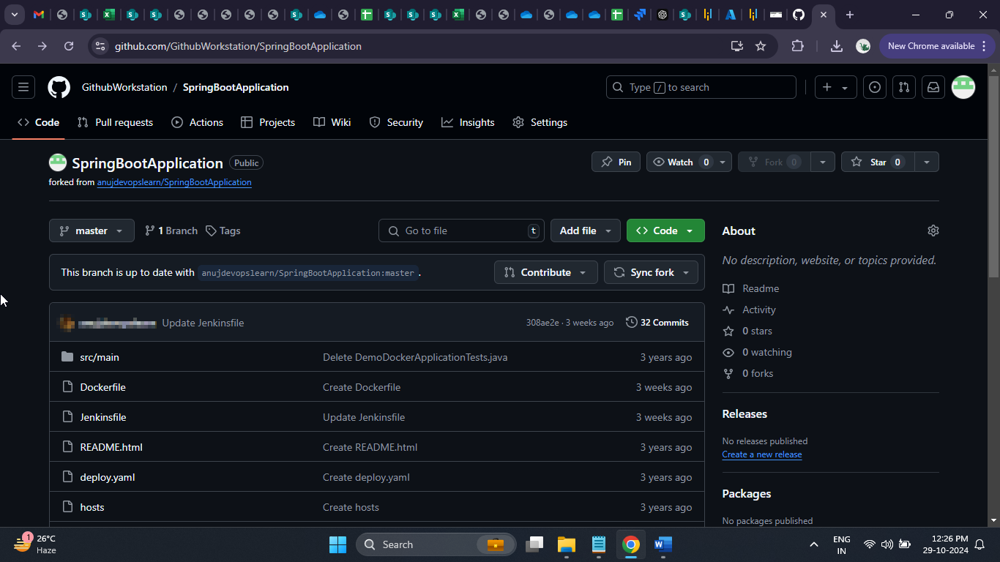 github.com/GithubWorkstation/SpringBootApplication
New Chrome available
GithubWorkstation / SpringBootApplication
Type / to search
Code Pull requests Actions Projects Wiki Security Insights Settings
SpringBootApplication Public
Pin Watch 0 Fork 0 Star 0
forked from anujdevopslearn/SpringBootApplication
master 1 Branch Tags Go to file t Add file Code
About
No description, website, or topics provided.
This branch is up to date with anujdevopslearn/SpringBootApplication:master . Contribute Sync fork
Readme
Activity
0 stars
0 watching
0 forks
Update Jenkinsfile 308ae2e · 3 weeks ago 32 Commits
src/main Delete DemoDockerApplicationTests.java 3 years ago
Dockerfile Create Dockerfile 3 weeks ago
Jenkinsfile Update Jenkinsfile 3 weeks ago
README.html Create README.html 3 years ago
deploy.yaml Create deploy.yaml 3 years ago
hosts Create hosts 3 years ago
Releases
No releases published
Create a new release
Packages
No packages published
1
26°C
Haze
Search
ENG
IN
12:26 PM
29-10-2024